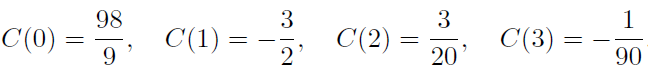 C(0) = 98/9, C(1) = −3/2, C(2) = 3/20, C(3) = −1/90